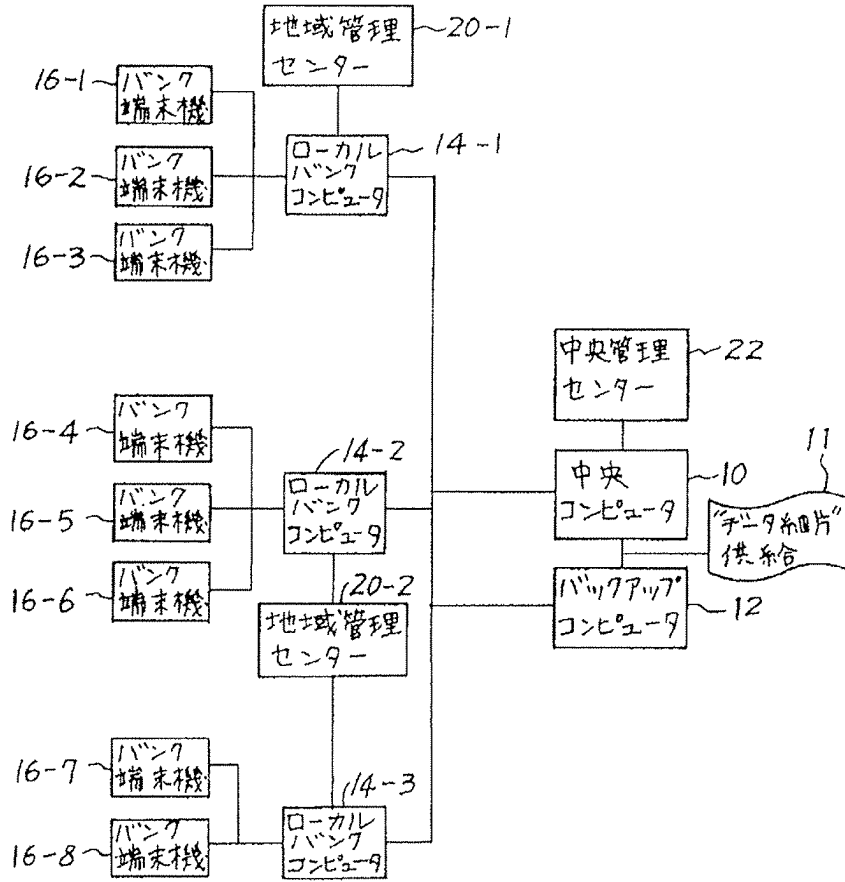 地域管理
センター
20-1
16-1
バンク
端末機
ローカル
バンク
コンピュータ
14-1
16-2
バンク
端末機
16-3
バンク
端末機
中央管理
センター
22
16-4
バンク
端末機
14-2
ローカル
バンク
コンピュータ
中央
コンピュータ
10
11
"データ細片"
供給
16-5
バンク
端末機
16-6
バンク
端末機
20-2
地域管理
センター
バックアップ
コンピュータ
12
16-7
バンク
端末機
14-3
ローカル
バンク
コンピュータ
16-8
バンク
端末機